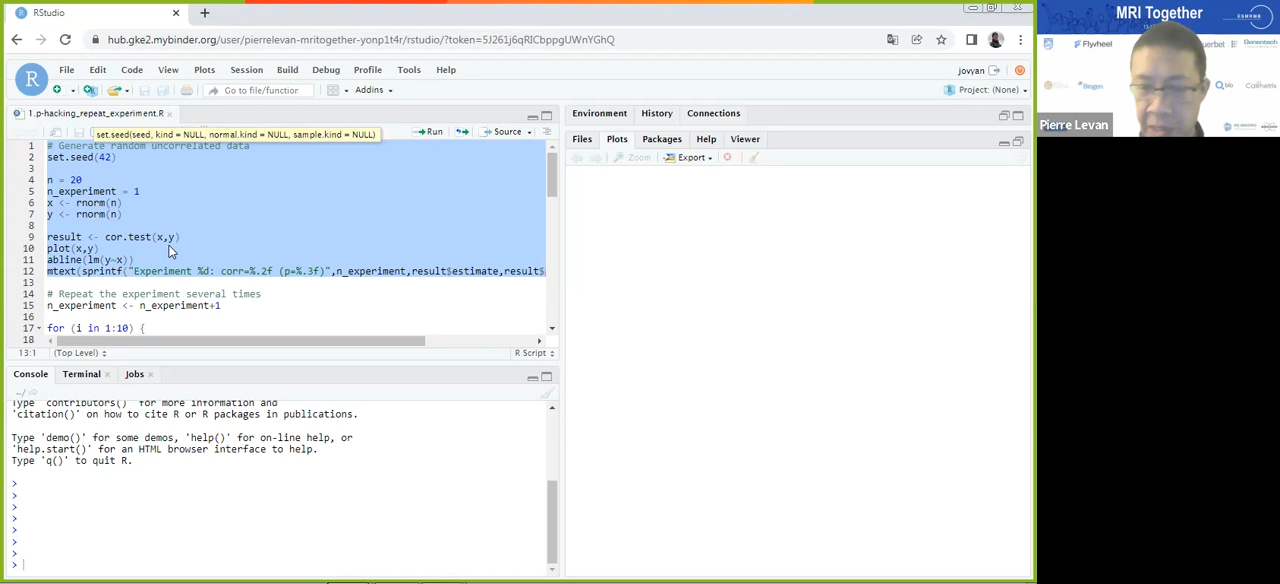 RStudio
MRI Together
hub.gke2.mybinder.org/user/pierrelevan-mritogether-wxtp1f4r/rstudio/?token=5J261j6qRICbppgUWnYGhQ
Flywheel
Genentech
File Edit Code View Plots Session Build Debug Profile Tools Help
jovyan
Go to file/function
Addins
Project: (None)
Biogen
Qbio
Calimetrix
1.p-hacking_repeat_experiment.R
Environment History Connections
Pierre Levan
set.seed(seed, kind = NULL, normal.kind = NULL, sample.kind = NULL)
Run
Source
Files Plots Packages Help Viewer
Zoom
Export
1 # Generate random uncorrelated data
2 set.seed(42)
3
4 n = 20
5 n_experiment = 1
6 x <- rnorm(n)
7 y <- rnorm(n)
8
9 result <- cor.test(x,y)
10 plot(x,y)
11 abline(lm(y~x))
12 mtext(sprintf("Experiment %d: corr=%.2f (p=%.3f)",n_experiment,result$estimate,result$
13
14 # Repeat the experiment several times
15 n_experiment <- n_experiment+1
16
17 for (i in 1:10) {
18
13:1 (Top Level) R Script
Console Terminal Jobs
~/
Type 'contributors()' for more information and
'citation()' on how to cite R or R packages in publications.
Type 'demo()' for some demos, 'help()' for on-line help, or
'help.start()' for an HTML browser interface to help.
Type 'q()' to quit R.
>
>
>
>
>
>
>
>